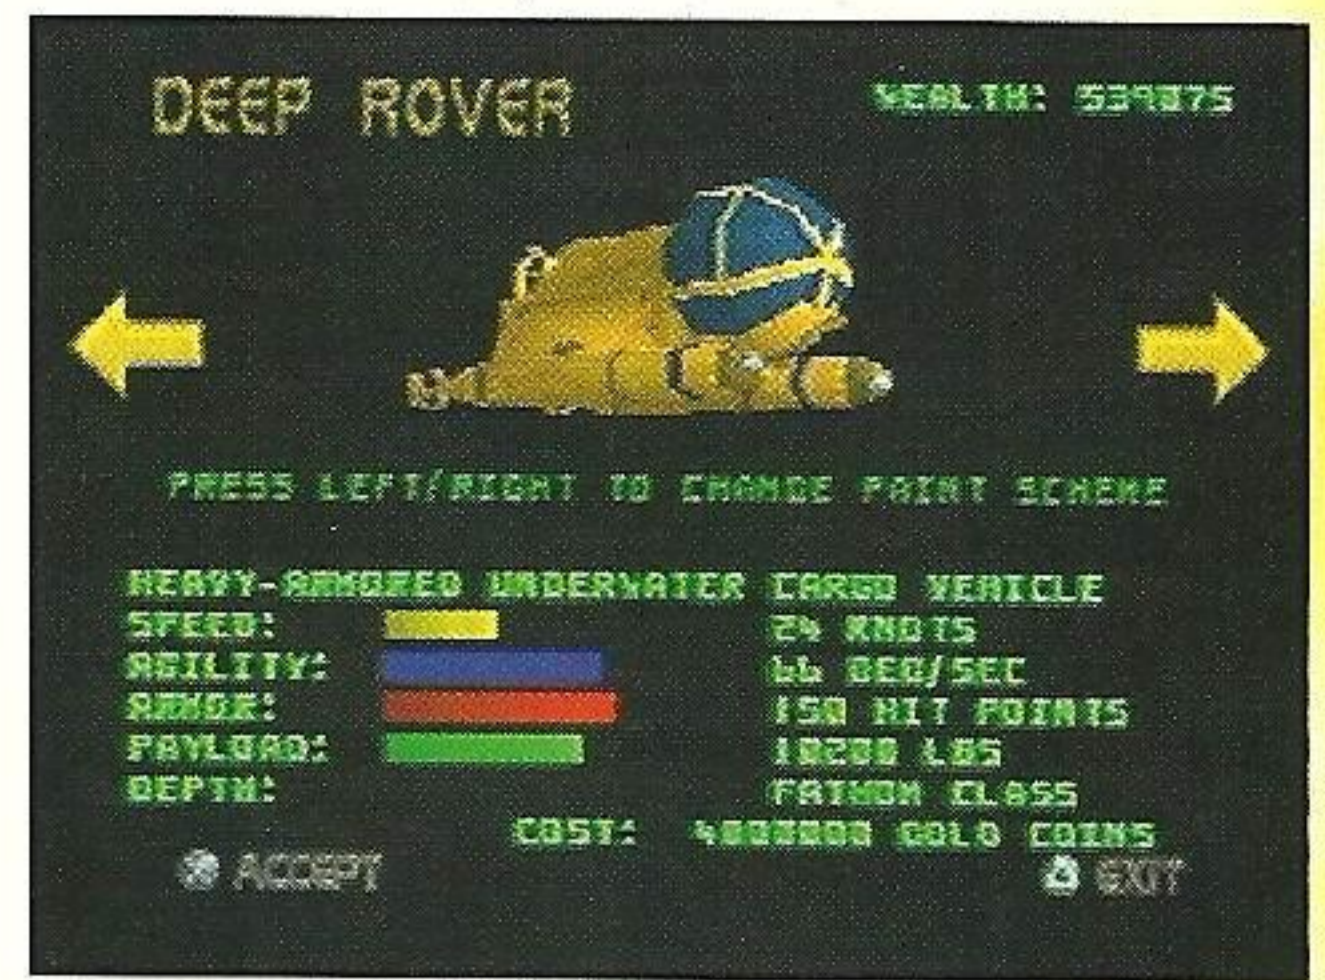 DEEP ROVER
WEALTH: 539875
PRESS LEFT/RIGHT TO CHANGE PAINT SCHEME
HEAVY-ARMORED UNDERWATER CARGO VEHICLE
SPEED: 24 KNOTS
AGILITY: 66 DEG/SEC
ARMOR: 150 HIT POINTS
PAYLOAD: 10200 LBS
DEPTH: FATHOM CLASS
COST: 4000000 GOLD COINS
ACCEPT
EXIT